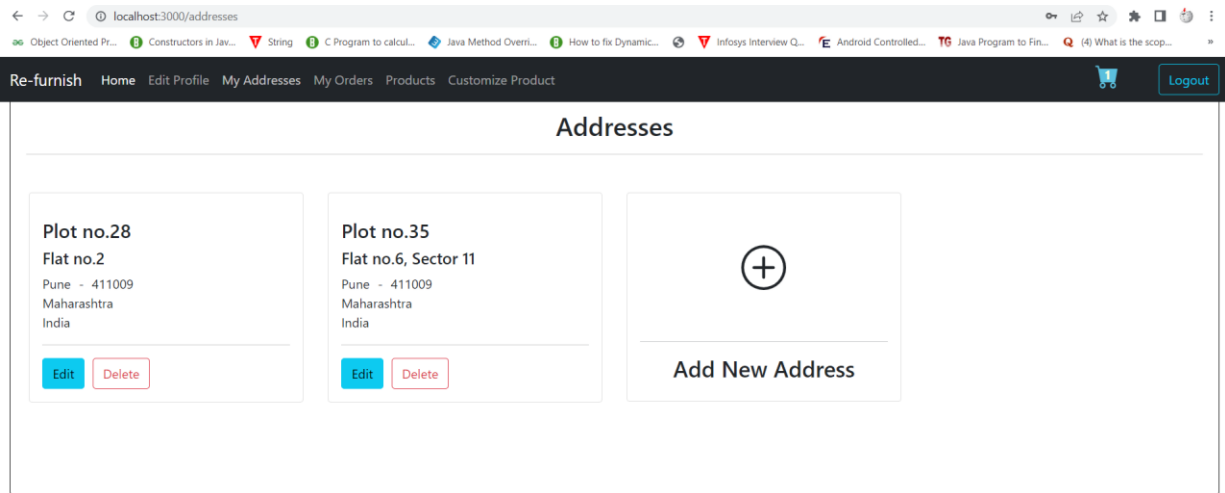 localhost:3000/addresses
Object Oriented Pr... Constructors in Jav... String C Program to calcul... Java Method Overri... How to fix Dynamic... Infosys Interview Q... Android Controlled... TG Java Program to Fin... Q (4) What is the scop... »
Re-furnish Home Edit Profile My Addresses My Orders Products Customize Product 1 Logout
Addresses
Plot no.28
Flat no.2
Pune - 411009
Maharashtra
India
Edit Delete
Plot no.35
Flat no.6, Sector 11
Pune - 411009
Maharashtra
India
Edit Delete
Add New Address